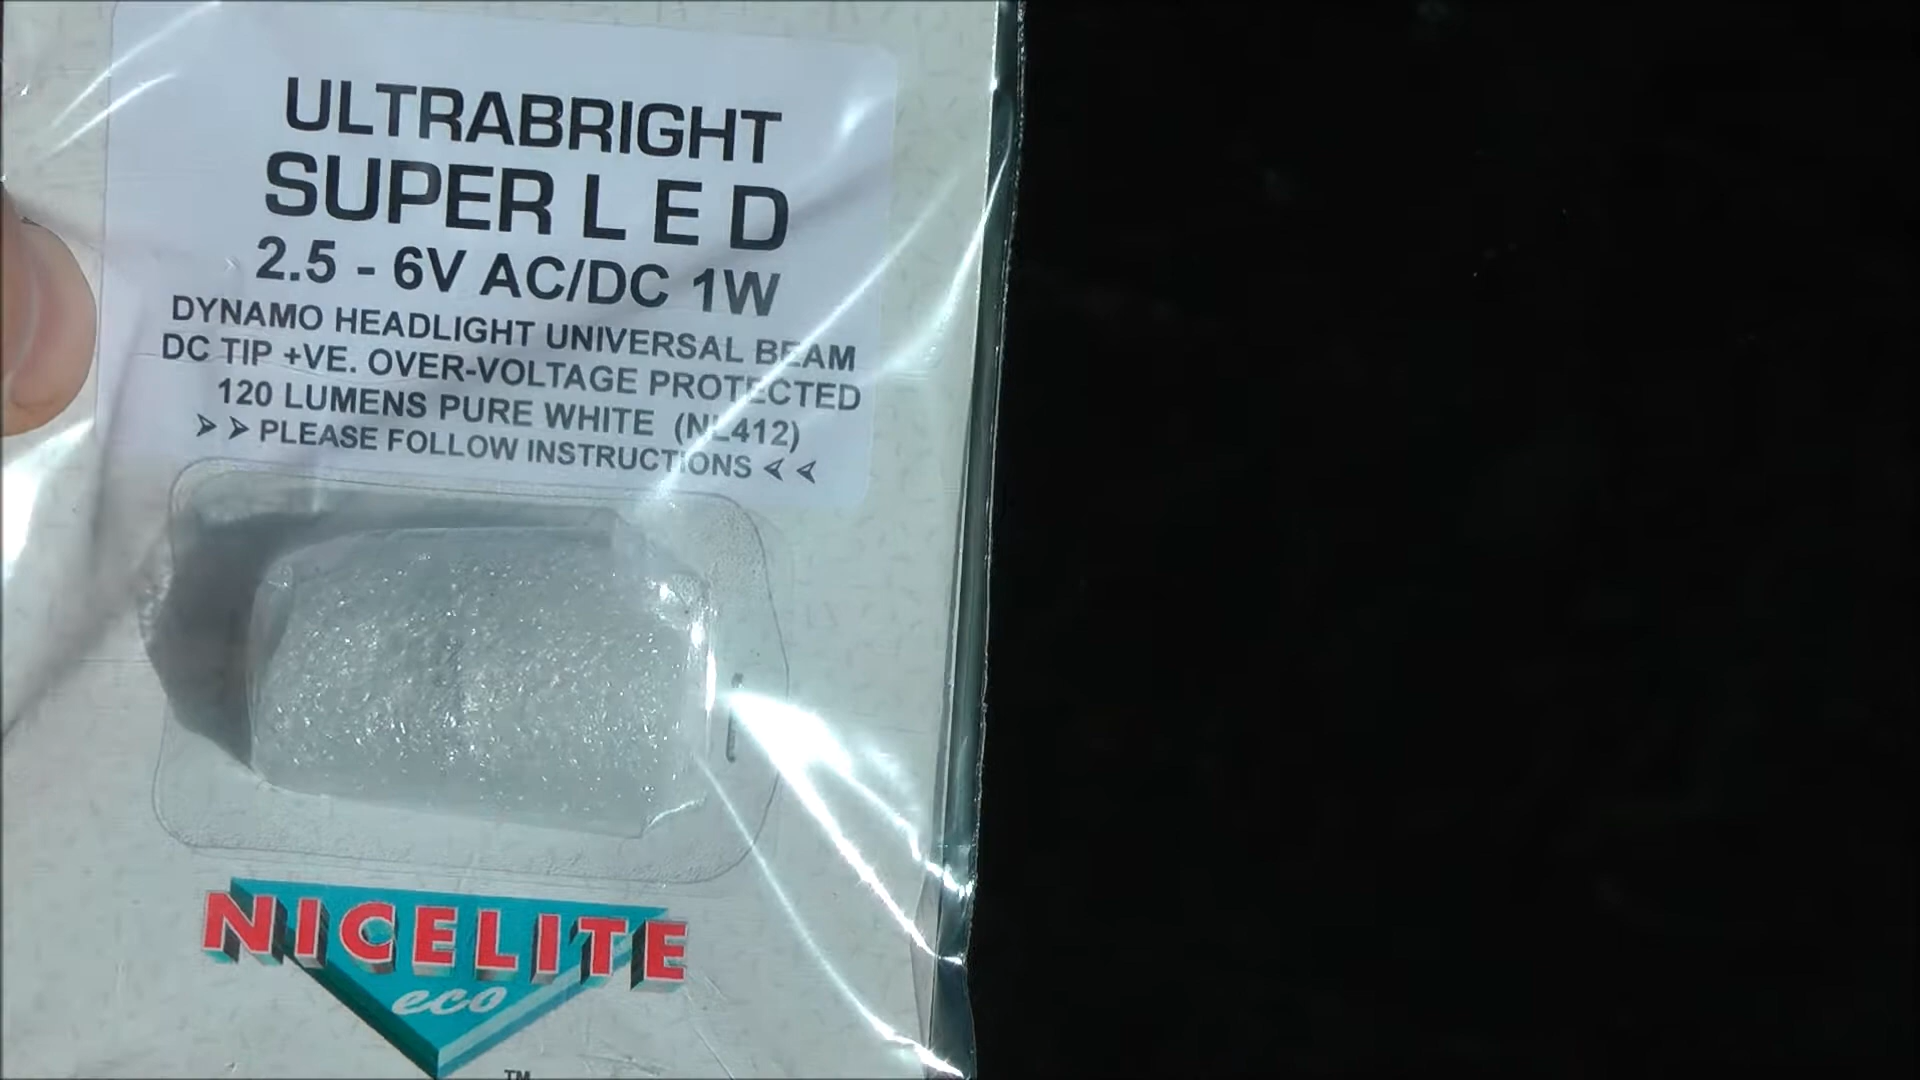 ULTRABRIGHT
SUPER L E D
2.5 - 6V AC/DC 1W
DYNAMO HEADLIGHT UNIVERSAL BEAM
DC TIP +VE. OVER-VOLTAGE PROTECTED
120 LUMENS PURE WHITE (NL412)
➢ ➢ PLEASE FOLLOW INSTRUCTIONS ⮘ ⮘
NICELITE
eco
TM